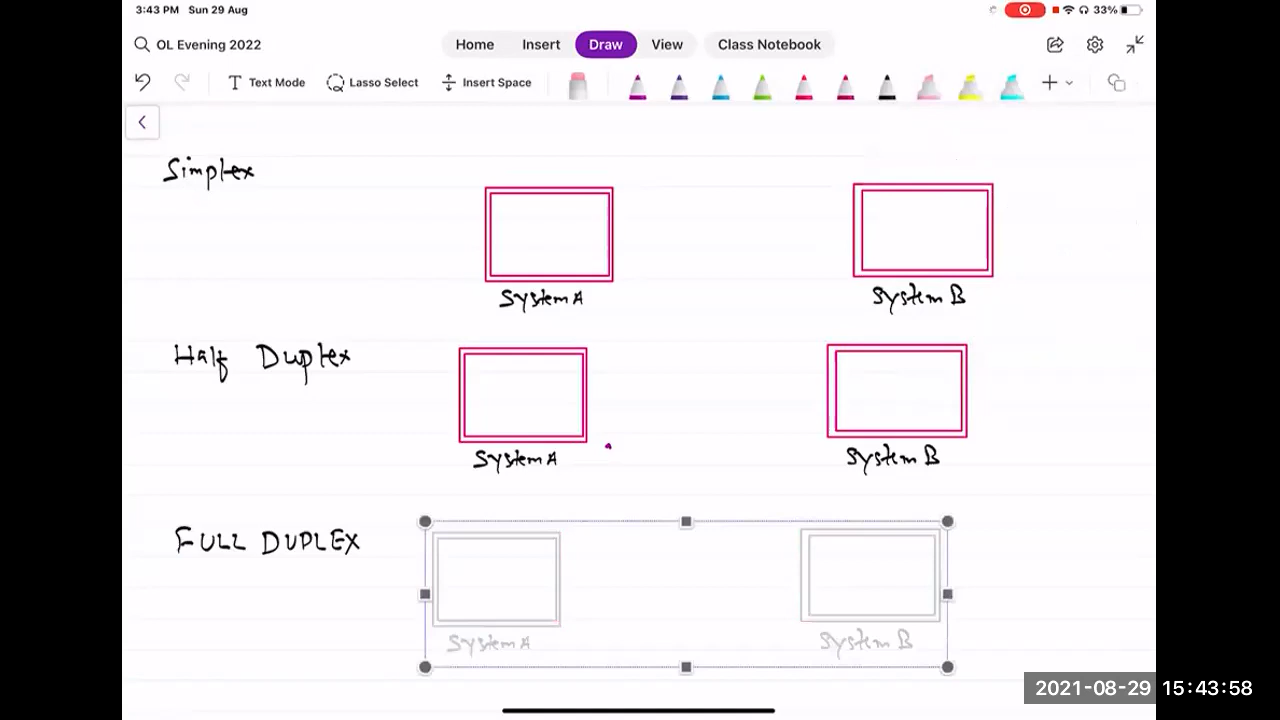 3:43 PM Sun 29 Aug 33%
OL Evening 2022 Home Insert Draw View Class Notebook
Text Mode Lasso Select Insert Space
Simplex
System A System B
Half Duplex
System A System B
FULL DUPLEX
System A System B
2021-08-29 15:43:58